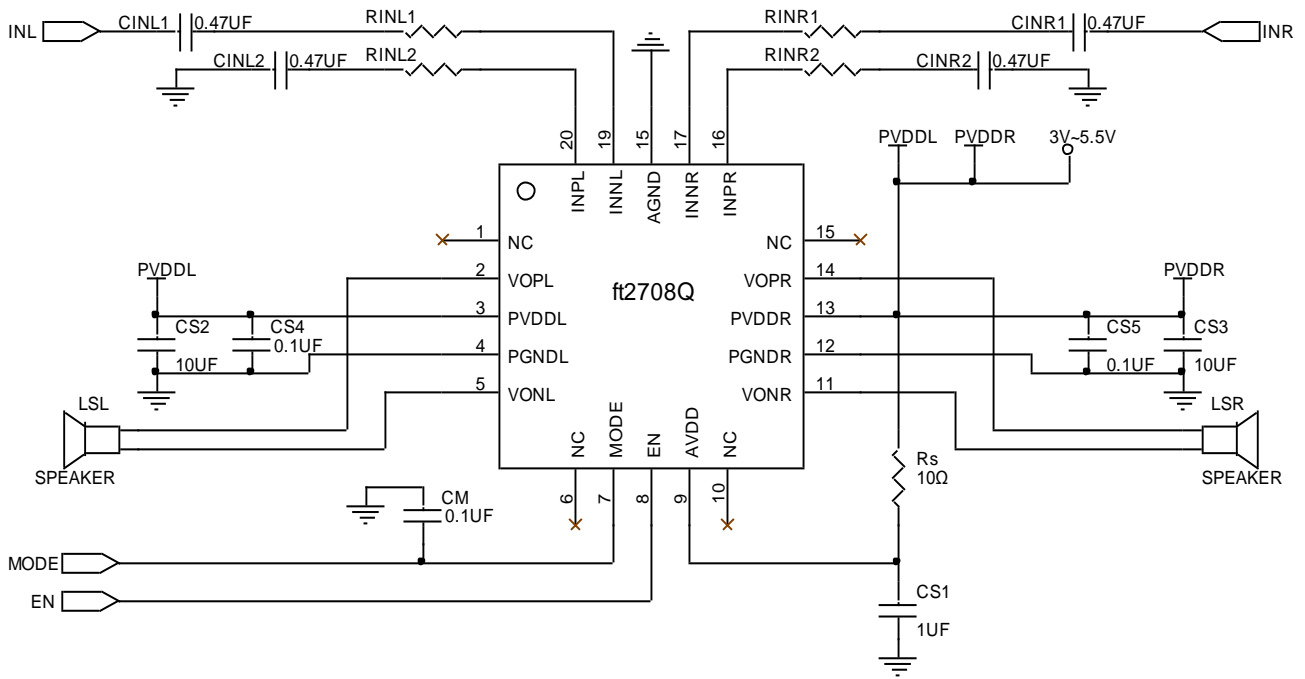 INL
CINL1
0.47UF
RINL1
RINR1
CINR1
0.47UF
INR
CINL2
0.47UF
RINL2
RINR2
CINR2
0.47UF
20
19
15
17
16
INPL
INNL
AGND
INNR
INPR
PVDDL
PVDDR
3V~5.5V
1
NC
NC
15
2
VOPL
VOPR
14
ft2708Q
PVDDL
3
PVDDL
PVDDR
13
PVDDR
CS2
10UF
CS4
0.1UF
4
PGNDL
PGNDR
12
CS5
0.1UF
CS3
10UF
5
VONL
VONR
11
LSL
SPEAKER
LSR
SPEAKER
NC
MODE
EN
AVDD
NC
6
7
8
9
10
Rs
10Ω
CM
0.1UF
MODE
EN
CS1
1UF